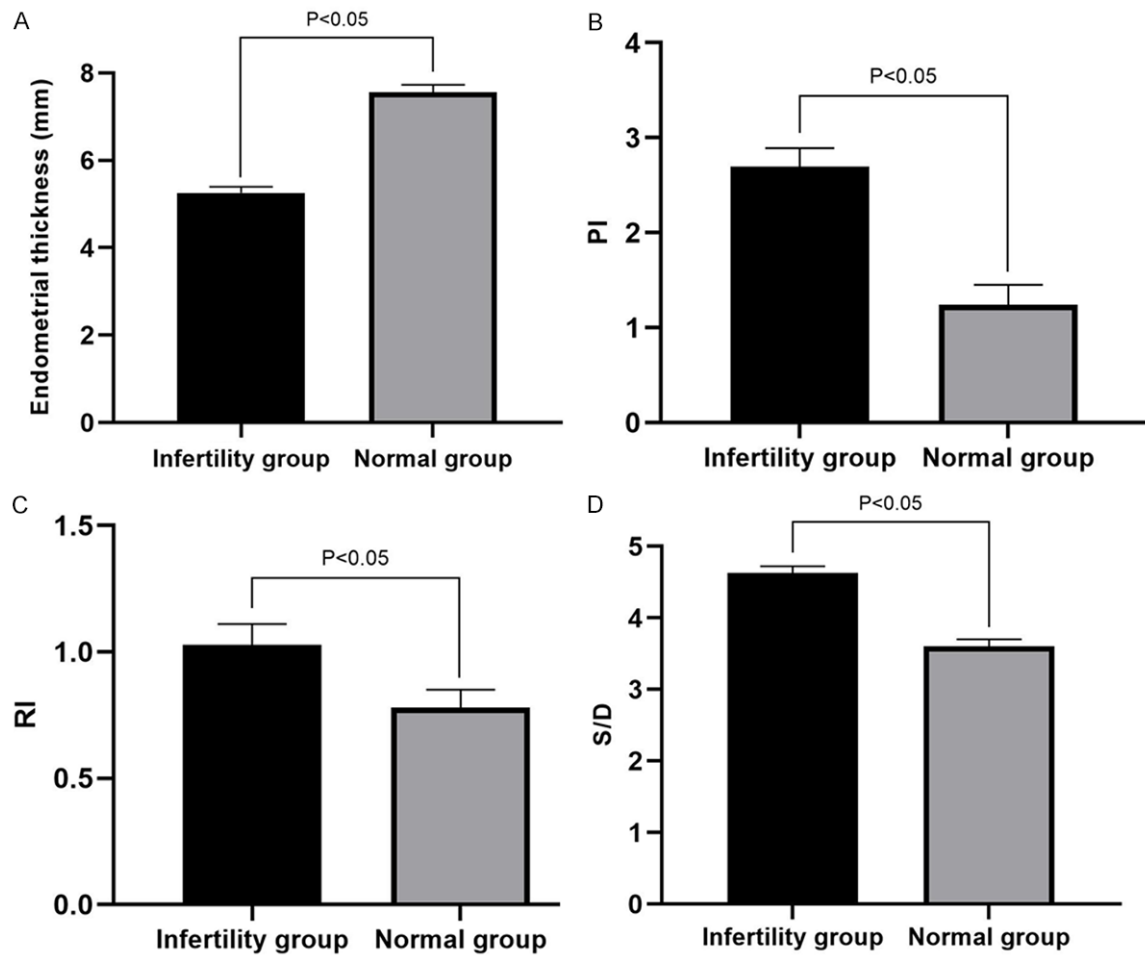 A
P<0.05
Endometrial thickness (mm)
8
6
4
2
0
Infertility group Normal group
B
P<0.05
PI
4
3
2
1
0
Infertility group Normal group
C
P<0.05
RI
1.5
1.0
0.5
0.0
Infertility group Normal group
D
P<0.05
S/D
5
4
3
2
1
0
Infertility group Normal group